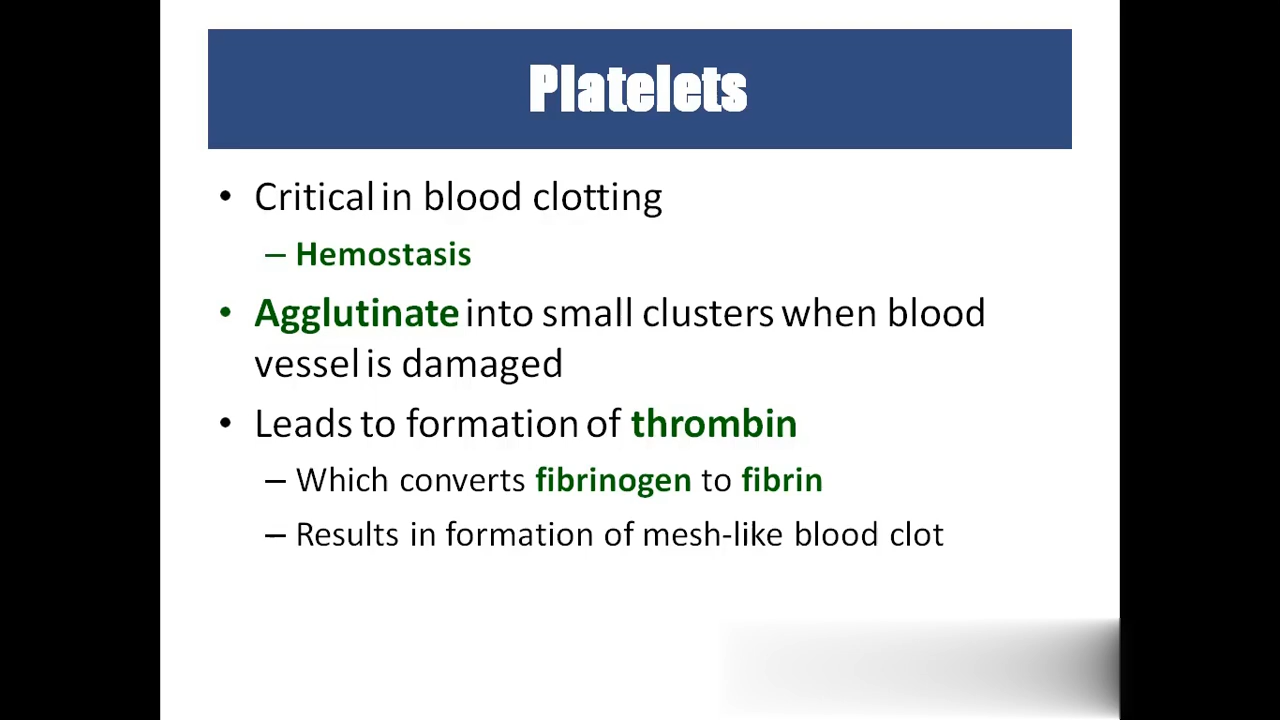 Platelets
• Critical in blood clotting
– Hemostasis
• Agglutinate into small clusters when blood
vessel is damaged
• Leads to formation of thrombin
– Which converts fibrinogen to fibrin
– Results in formation of mesh-like blood clot